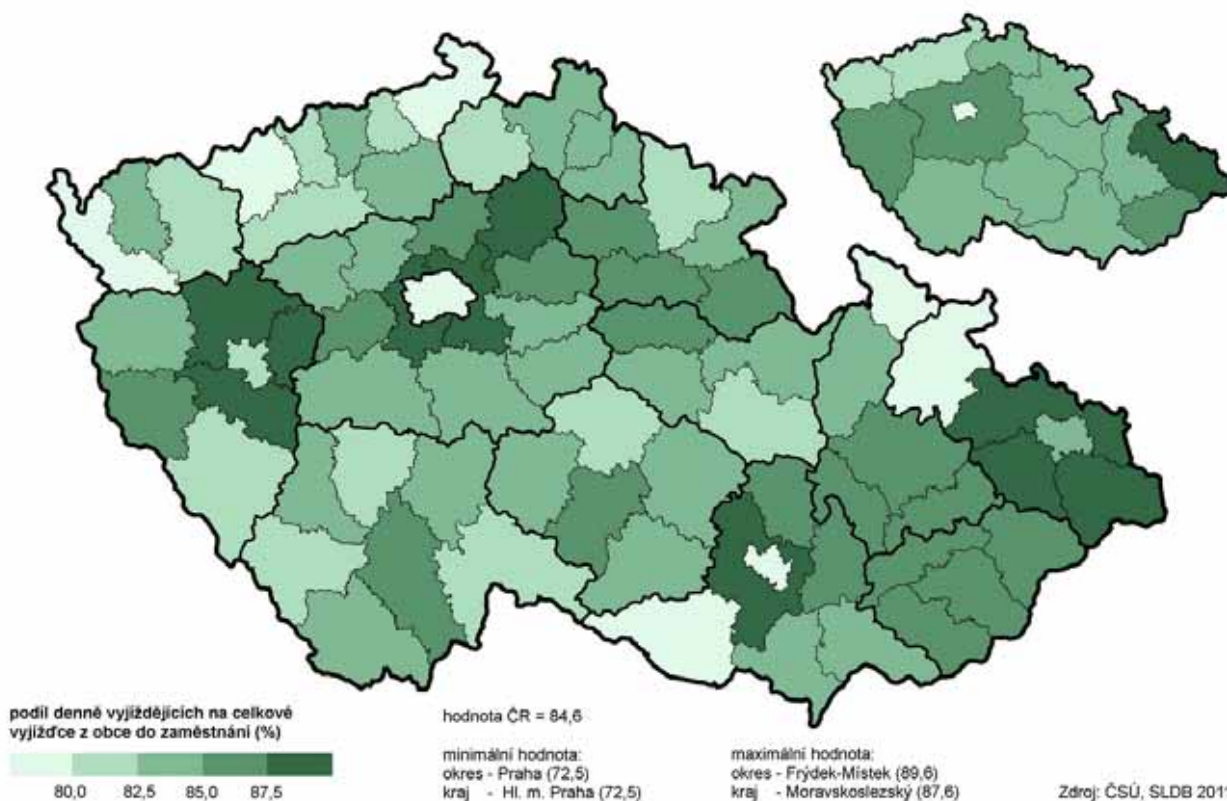 podíl denně vyjíždějících na celkové
vyjížďce z obce do zaměstnání (%)
80,0 82,5 85,0 87,5
hodnota ČR = 84,6
minimální hodnota:
okres - Praha (72,5)
kraj - Hl. m. Praha (72,5)
maximální hodnota:
okres - Frýdek-Místek (89,6)
kraj - Moravskoslezský (87,6)
Zdroj: ČSÚ, SLDB 201